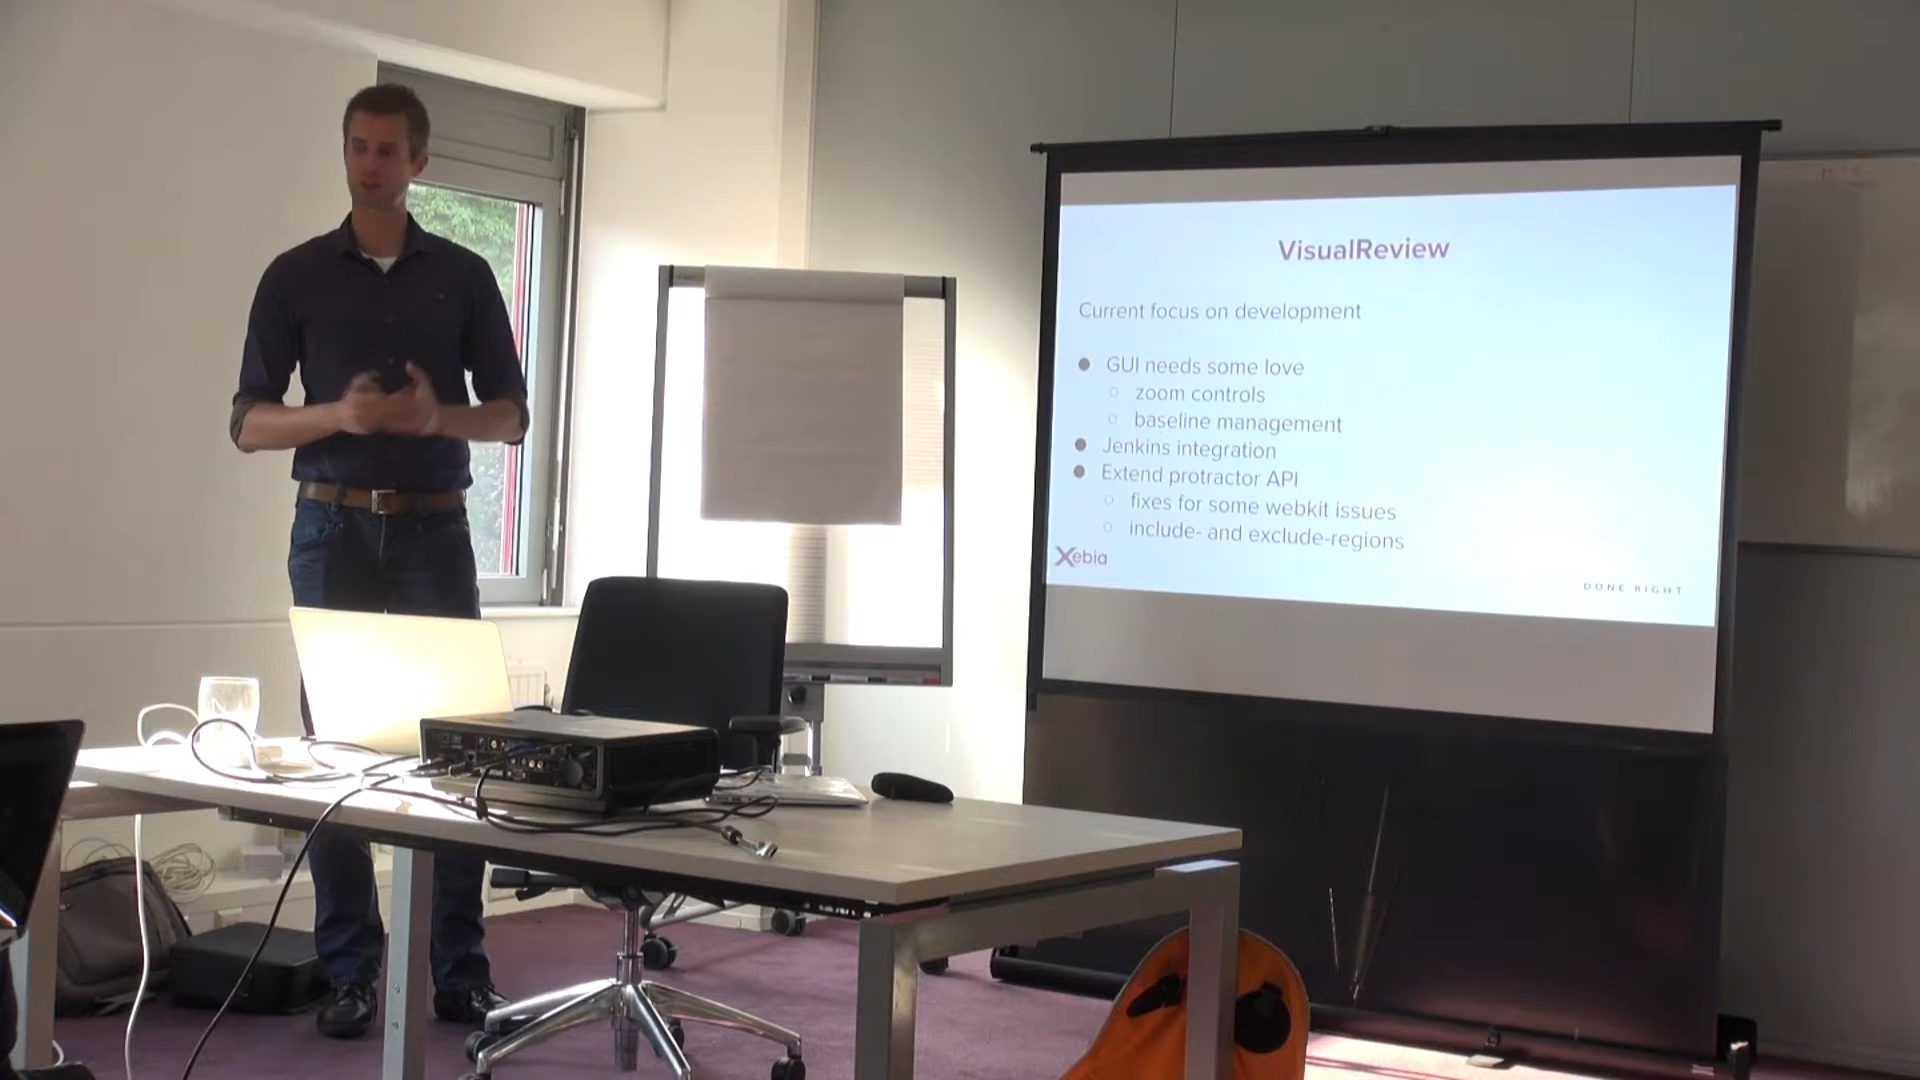 VisualReview
Current focus on development
● GUI needs some love
○ zoom controls
○ baseline management
● Jenkins integration
● Extend protractor API
○ fixes for some webkit issues
○ include- and exclude-regions
Xebia
DONE RIGHT